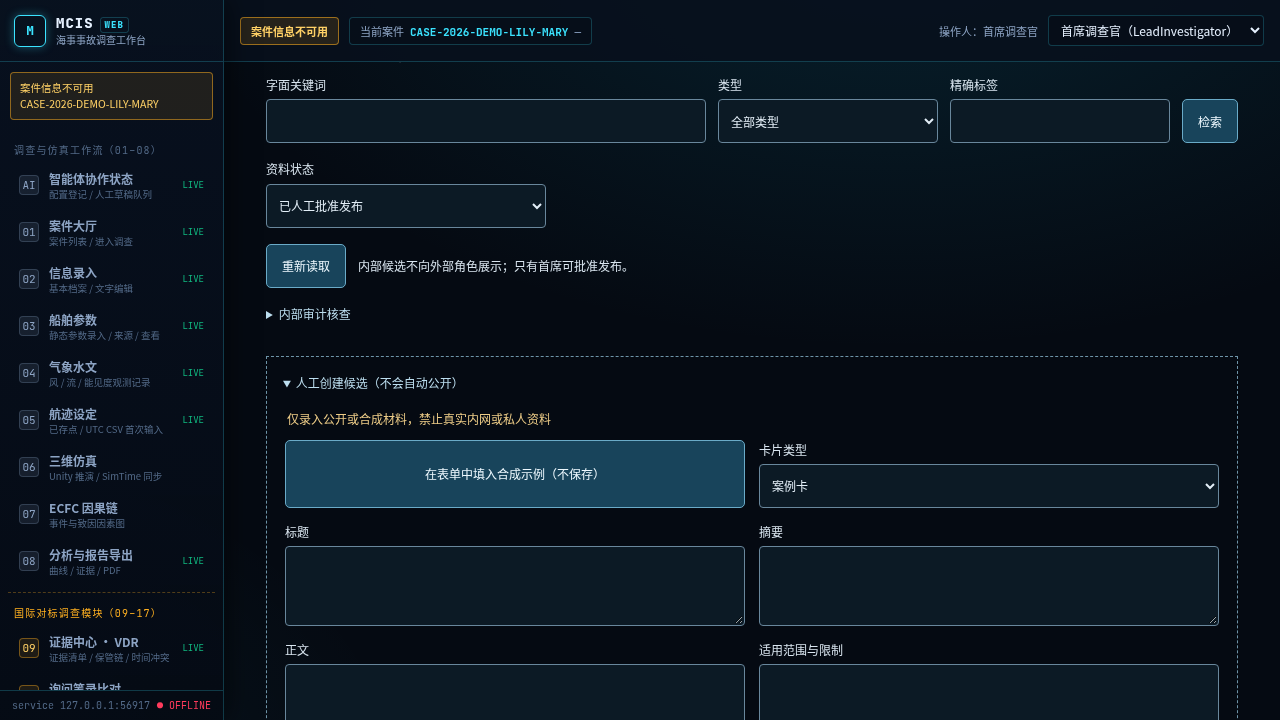 M
MCIS WEB
海事事故调查工作台
案件信息不可用
当前案件 CASE-2026-DEMO-LILY-MARY —
操作人：首席调查官
首席调查官（LeadInvestigator）
案件信息不可用
CASE-2026-DEMO-LILY-MARY
调查与仿真工作流（01–08）
AI 智能体协作状态 LIVE
配置登记 / 人工草稿队列
01 案件大厅 LIVE
案件列表 / 进入调查
02 信息录入 LIVE
基本档案 / 文字编辑
03 船舶参数 LIVE
静态参数录入 / 来源 / 查看
04 气象水文 LIVE
风 / 流 / 能见度观测记录
05 航迹设定 LIVE
已存点 / UTC CSV 首次输入
06 三维仿真
Unity 推演 / SimTime 同步
07 ECFC 因果链
事件与致因因素图
08 分析与报告导出 LIVE
曲线 / 证据 / PDF
国际对标调查模块（09–17）
09 证据中心 · VDR LIVE
证据清单 / 保管链 / 时间冲突
询问笔录比对
service 127.0.0.1:56917 ● OFFLINE
字面关键词
类型
全部类型
精确标签
检索
资料状态
已人工批准发布
重新读取
内部候选不向外部角色展示；只有首席可批准发布。
▶ 内部审计核查
▼ 人工创建候选（不会自动公开）
仅录入公开或合成材料，禁止真实内网或私人资料
在表单中填入合成示例（不保存）
卡片类型
案例卡
标题
摘要
正文
适用范围与限制